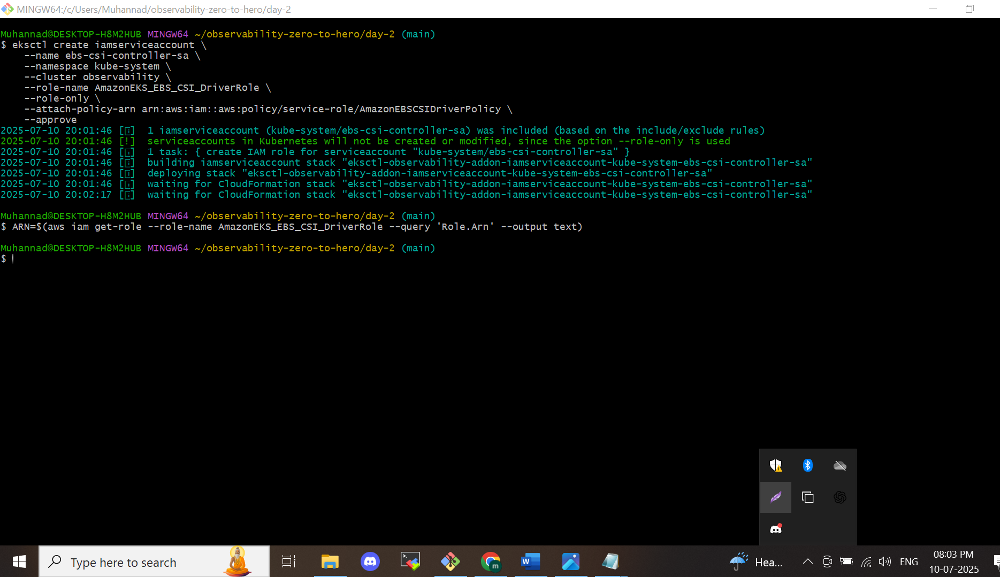 MINGW64:/c/Users/Muhannad/observability-zero-to-hero/day-2
Muhannad@DESKTOP-H8M2HUB MINGW64 ~/observability-zero-to-hero/day-2 (main)
$ eksctl create iamserviceaccount \
    --name ebs-csi-controller-sa \
    --namespace kube-system \
    --cluster observability \
    --role-name AmazonEKS_EBS_CSI_DriverRole \
    --role-only \
    --attach-policy-arn arn:aws:iam::aws:policy/service-role/AmazonEBSCSIDriverPolicy \
    --approve
2025-07-10 20:01:46 [i]  1 iamserviceaccount (kube-system/ebs-csi-controller-sa) was included (based on the include/exclude rules)
2025-07-10 20:01:46 [!]  serviceaccounts in Kubernetes will not be created or modified, since the option --role-only is used
2025-07-10 20:01:46 [i]  1 task: { create IAM role for serviceaccount "kube-system/ebs-csi-controller-sa" }
2025-07-10 20:01:46 [i]  building iamserviceaccount stack "eksctl-observability-addon-iamserviceaccount-kube-system-ebs-csi-controller-sa"
2025-07-10 20:01:46 [i]  deploying stack "eksctl-observability-addon-iamserviceaccount-kube-system-ebs-csi-controller-sa"
2025-07-10 20:01:46 [i]  waiting for CloudFormation stack "eksctl-observability-addon-iamserviceaccount-kube-system-ebs-csi-controller-sa"
2025-07-10 20:02:17 [i]  waiting for CloudFormation stack "eksctl-observability-addon-iamserviceaccount-kube-system-ebs-csi-controller-sa"
Muhannad@DESKTOP-H8M2HUB MINGW64 ~/observability-zero-to-hero/day-2 (main)
$ ARN=$(aws iam get-role --role-name AmazonEKS_EBS_CSI_DriverRole --query 'Role.Arn' --output text)
Muhannad@DESKTOP-H8M2HUB MINGW64 ~/observability-zero-to-hero/day-2 (main)
$
Type here to search
m
W
Hea...
ENG
08:03 PM
10-07-2025